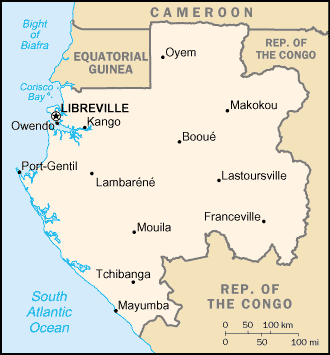 CAMEROON
Bight of
Biafra
EQUATORIAL
GUINEA
Oyem
REP. OF
THE CONGO
Corisco
Bay
LIBREVILLE
Owendo
Kango
Makokou
Booué
Port-Gentil
Lambaréné
Lastoursville
Franceville
Mouila
Tchibanga
Mayumba
South
Atlantic
Ocean
REP. OF
THE CONGO
0 50 100 km
0 50 100 mi